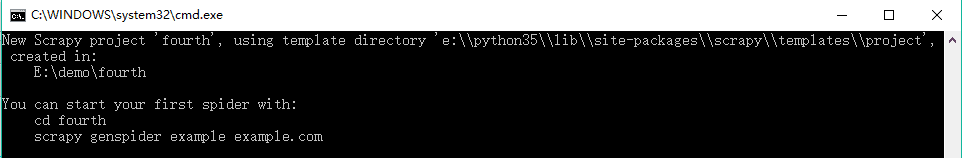 C:\WINDOWS\system32\cmd.exe
New Scrapy project 'fourth', using template directory 'e:\\python35\\lib\\site-packages\\scrapy\\templates\\project',
created in:
E:\demo\fourth
You can start your first spider with:
cd fourth
scrapy genspider example example.com